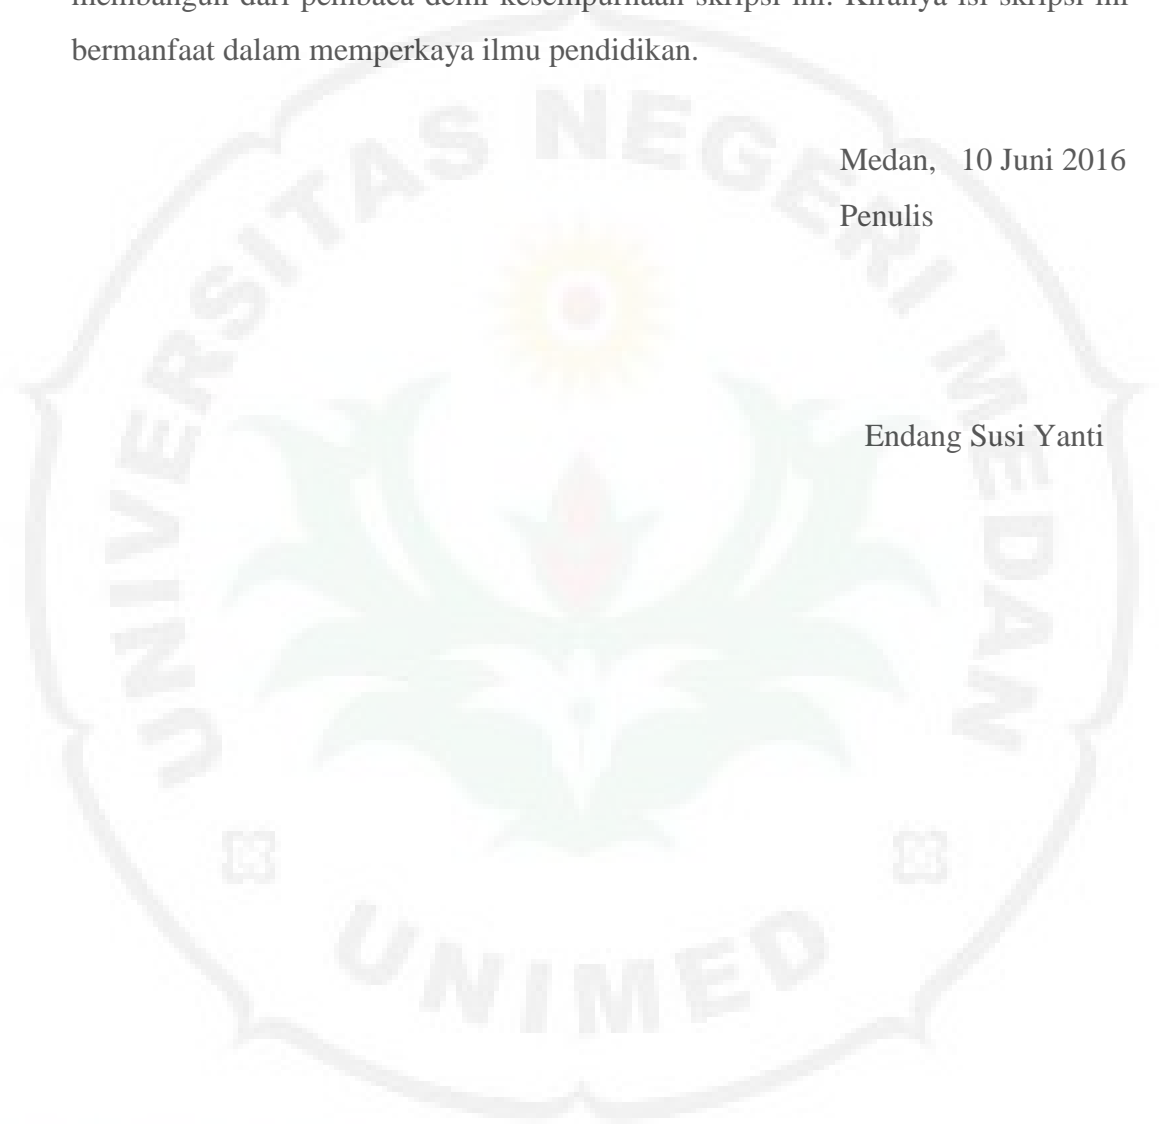 membangun dari pembaca demi kesempurnaan skripsi ini. Kiranya isi skripsi ini
bermanfaat dalam memperkaya ilmu pendidikan.
Medan, 10 Juni 2016
Penulis
Endang Susi Yanti
UNIVERSITAS NEGERI MEDAN
UNIMED